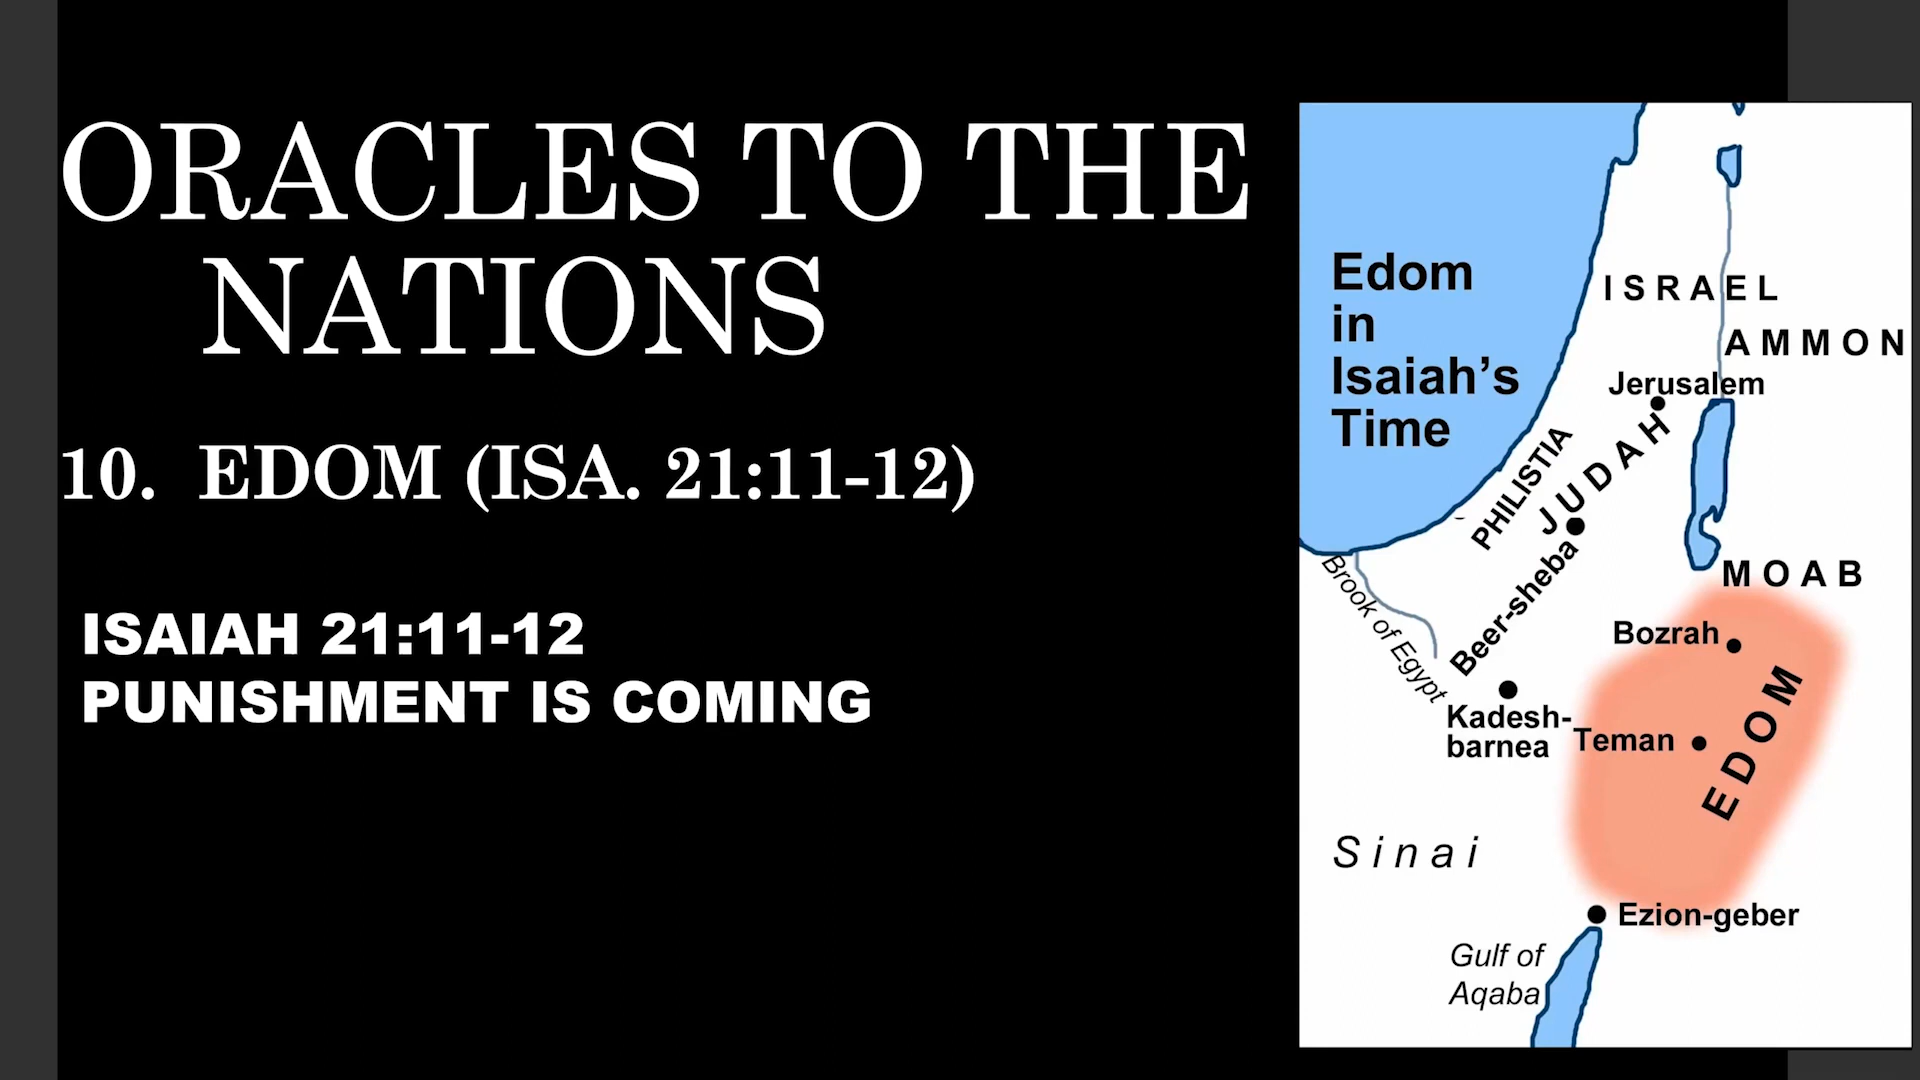 ORACLES TO THE
NATIONS
10. EDOM (ISA. 21:11-12)
ISAIAH 21:11-12
PUNISHMENT IS COMING
Edom
in
Isaiah's
Time
ISRAEL
AMMON
Jerusalem
PHILISTIA
JUDAH
Beer-sheba
Brook of Egypt
MOAB
Bozrah
Kadesh-
barnea
Teman
EDOM
Sinai
Ezion-geber
Gulf of
Aqaba